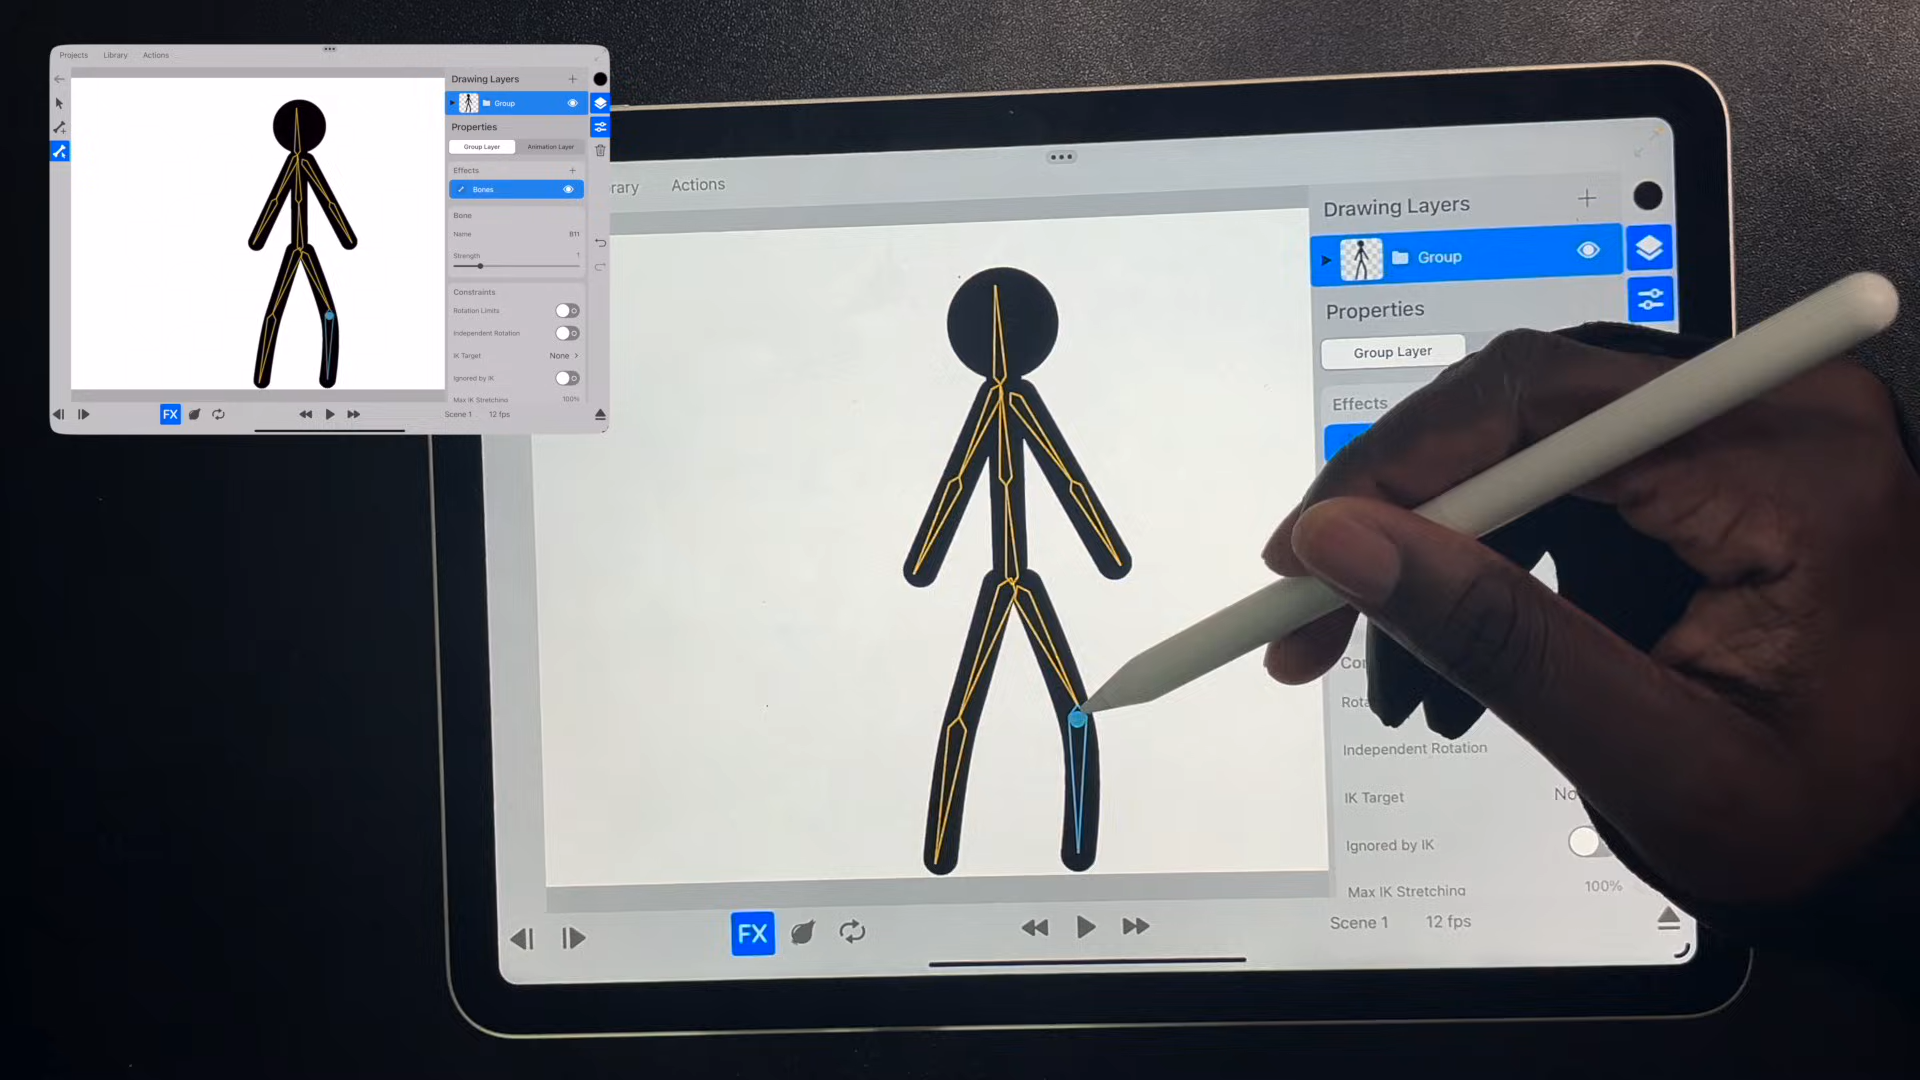 Projects Library Actions
Drawing Layers
Group
Properties
Group Layer Animation Layer
Effects
Bones
Bone
Name B11
Strength 1
Constraints
Rotation Limits
Independent Rotation
IK Target None
Ignored by IK
Max IK Stretching 100%
FX
Scene 1 12 fps
rary Actions
Drawing Layers
Group
Properties
Group Layer
Effects
Independent Rotation
IK Target
Ignored by IK
Max IK Stretching 100%
FX
Scene 1 12 fps